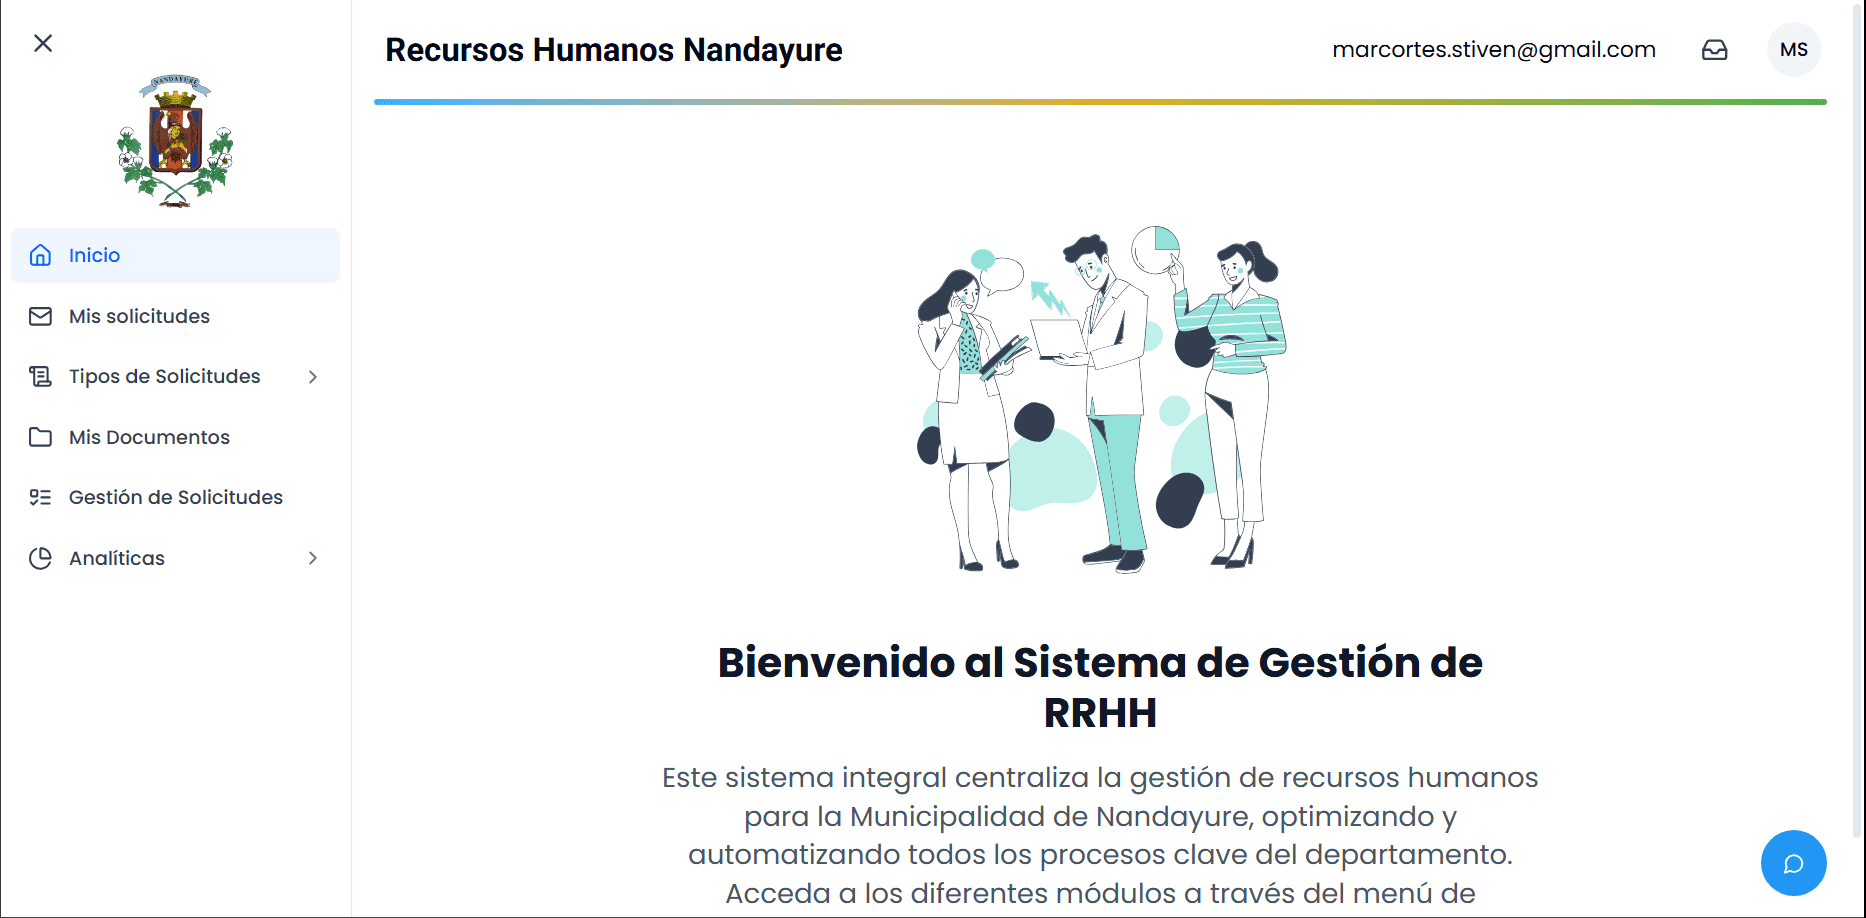 NANDAYURE
Recursos Humanos Nandayure
marcortes.stiven@gmail.com
MS
Inicio
Mis solicitudes
Tipos de Solicitudes
Mis Documentos
Gestión de Solicitudes
Analíticas
Bienvenido al Sistema de Gestión de
RRHH
Este sistema integral centraliza la gestión de recursos humanos
para la Municipalidad de Nandayure, optimizando y
automatizando todos los procesos clave del departamento.
Acceda a los diferentes módulos a través del menú de